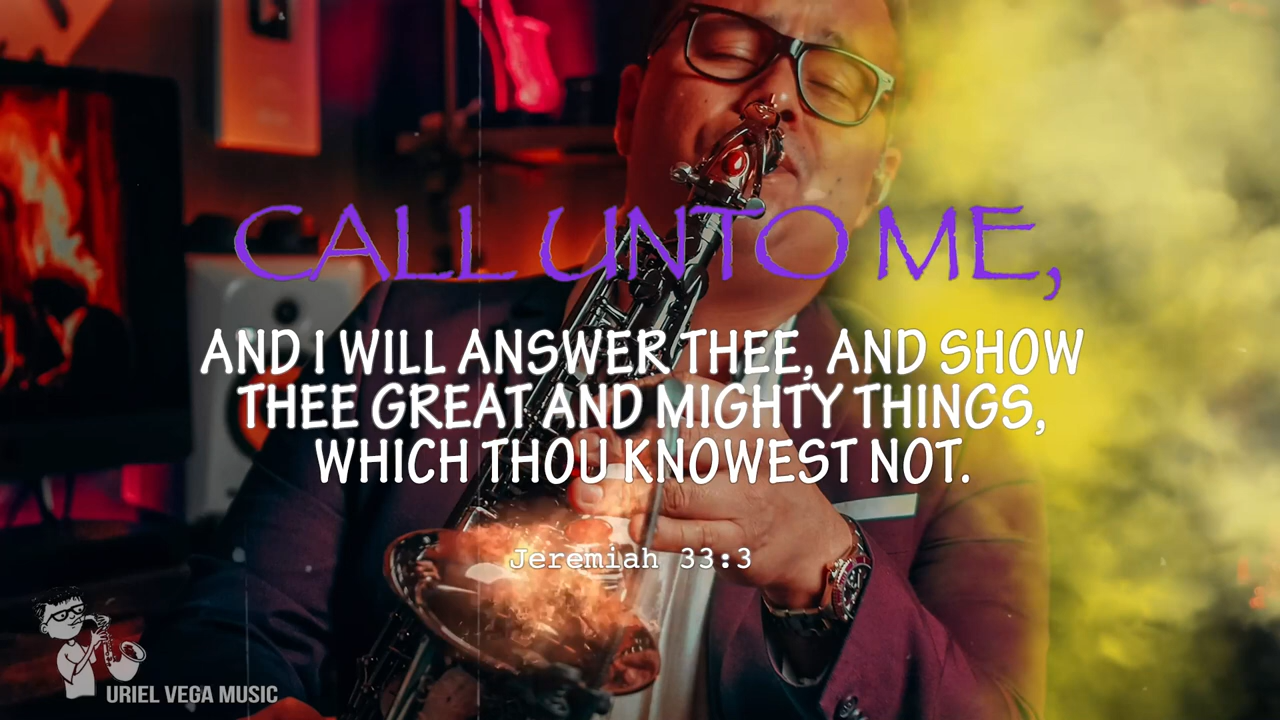 CALL UNTO ME,
AND I WILL ANSWER THEE, AND SHOW
THEE GREAT AND MIGHTY THINGS,
WHICH THOU KNOWEST NOT.
Jeremiah 33:3
URIEL VEGA MUSIC